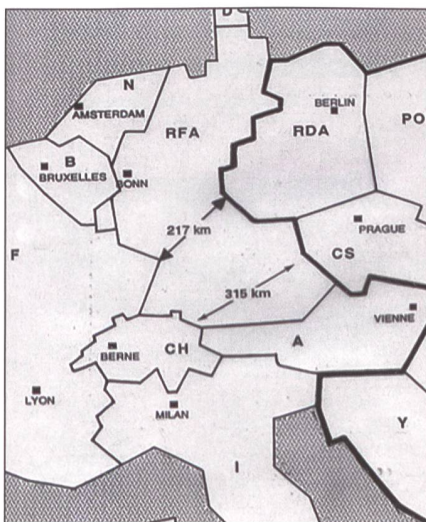 D
N
AMSTERDAM
RFA
BERLIN
RDA
PO
B
BRUXELLES
BONN
217 km
PRAGUE
CS
F
315 km
VIENNE
BERNE
CH
A
LYON
MILAN
Y
I